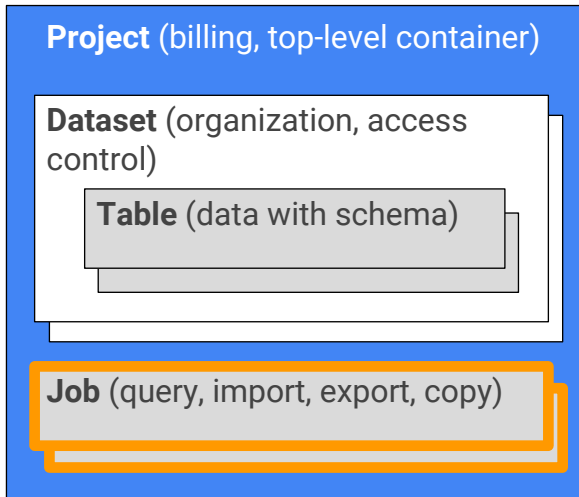 Project (billing, top-level container)
Dataset (organization, access
control)
Table (data with schema)
Job (query, import, export, copy)